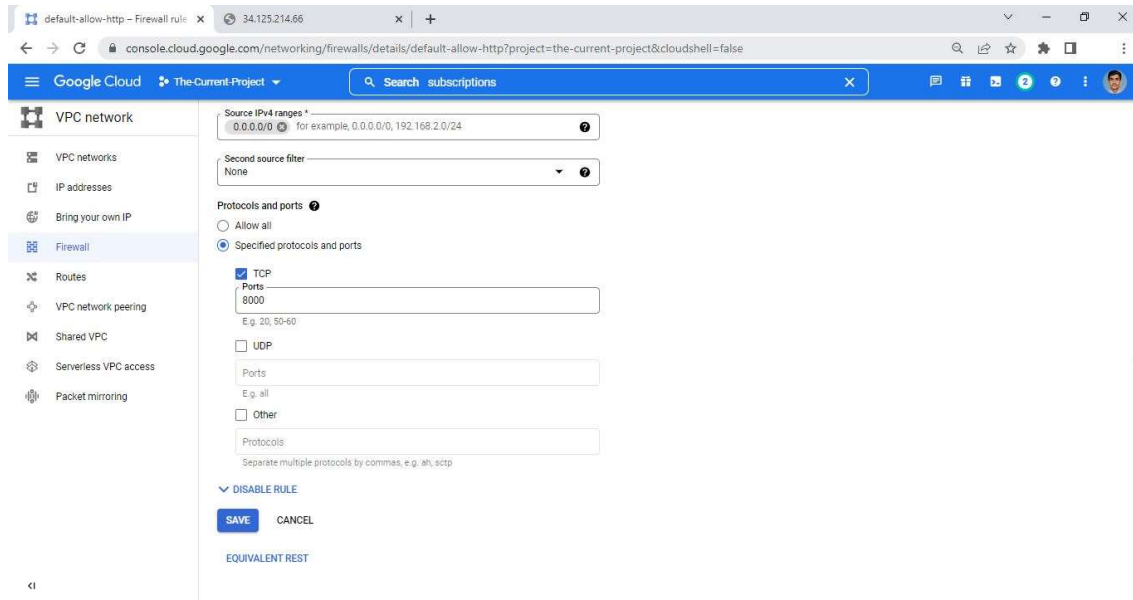 default-allow-http – Firewall rule
34.125.214.66
console.cloud.google.com/networking/firewalls/details/default-allow-http?project=the-current-project&cloudshell=false
Google Cloud The-Current-Project Search subscriptions 2
VPC network
VPC networks
IP addresses
Bring your own IP
Firewall
Routes
VPC network peering
Shared VPC
Serverless VPC access
Packet mirroring
Source IPv4 ranges *
0.0.0.0/0 for example, 0.0.0.0/0, 192.168.2.0/24
Second source filter
None
Protocols and ports
Allow all
Specified protocols and ports
TCP
Ports
8000
E.g. 20, 50-60
UDP
Ports
E.g. all
Other
Protocols
Separate multiple protocols by commas, e.g. ah, sctp
DISABLE RULE
SAVE CANCEL
EQUIVALENT REST